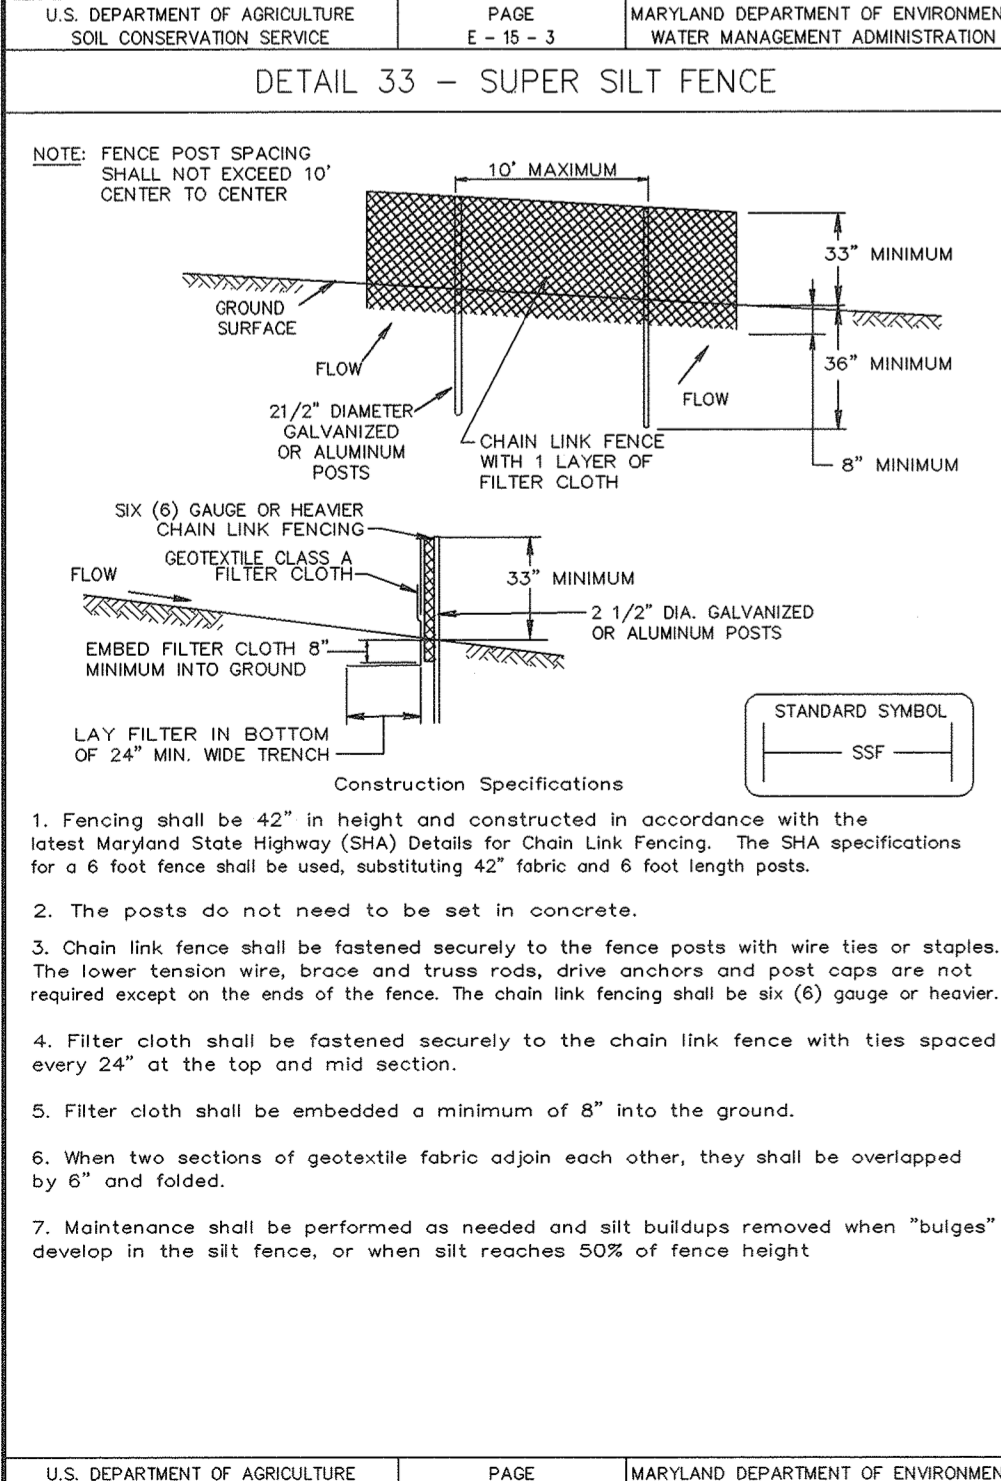 U.S. DEPARTMENT OF AGRICULTURE
SOIL CONSERVATION SERVICE
PAGE
E - 15 - 3
MARYLAND DEPARTMENT OF ENVIRONMEN
WATER MANAGEMENT ADMINISTRATION
DETAIL 33 - SUPER SILT FENCE
NOTE: FENCE POST SPACING
SHALL NOT EXCEED 10'
CENTER TO CENTER
10' MAXIMUM
33" MINIMUM
GROUND
SURFACE
FLOW
36" MINIMUM
FLOW
21/2" DIAMETER
GALVANIZED
OR ALUMINUM
POSTS
CHAIN LINK FENCE
WITH 1 LAYER OF
FILTER CLOTH
8" MINIMUM
SIX (6) GAUGE OR HEAVIER
CHAIN LINK FENCING
GEOTEXTILE CLASS A
FILTER CLOTH
FLOW
33" MINIMUM
2 1/2" DIA. GALVANIZED
OR ALUMINUM POSTS
EMBED FILTER CLOTH 8"
MINIMUM INTO GROUND
LAY FILTER IN BOTTOM
OF 24" MIN. WIDE TRENCH
STANDARD SYMBOL
SSF
Construction Specifications
1. Fencing shall be 42" in height and constructed in accordance with the
latest Maryland State Highway (SHA) Details for Chain Link Fencing. The SHA specifications
for a 6 foot fence shall be used, substituting 42" fabric and 6 foot length posts.
2. The posts do not need to be set in concrete.
3. Chain link fence shall be fastened securely to the fence posts with wire ties or staples.
The lower tension wire, brace and truss rods, drive anchors and post caps are not
required except on the ends of the fence. The chain link fencing shall be six (6) gauge or heavier.
4. Filter cloth shall be fastened securely to the chain link fence with ties spaced
every 24" at the top and mid section.
5. Filter cloth shall be embedded a minimum of 8" into the ground.
6. When two sections of geotextile fabric adjoin each other, they shall be overlapped
by 6" and folded.
7. Maintenance shall be performed as needed and silt buildups removed when "bulges"
develop in the silt fence, or when silt reaches 50% of fence height
U.S. DEPARTMENT OF AGRICULTURE
PAGE
MARYLAND DEPARTMENT OF ENVIRONMEN